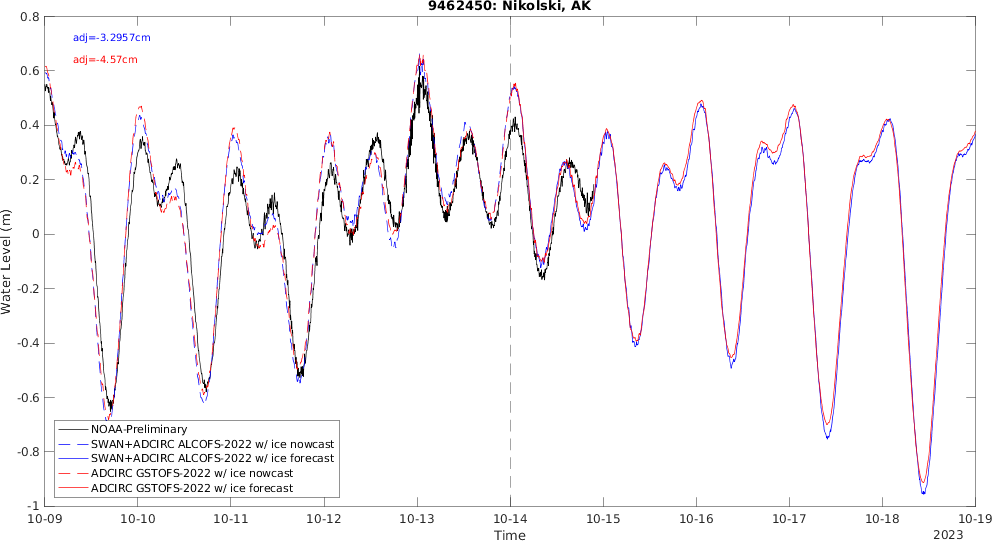 9462450: Nikolski, AK
adj=-3.2957cm
adj=-4.57cm
Water Level (m)
0.8
0.6
0.4
0.2
0
-0.2
-0.4
-0.6
-0.8
-1
NOAA-Preliminary
SWAN+ADCIRC ALCOFS-2022 w/ ice nowcast
SWAN+ADCIRC ALCOFS-2022 w/ ice forecast
ADCIRC GSTOFS-2022 w/ ice nowcast
ADCIRC GSTOFS-2022 w/ ice forecast
10-09 10-10 10-11 10-12 10-13 10-14 10-15 10-16 10-17 10-18 10-19
Time
2023